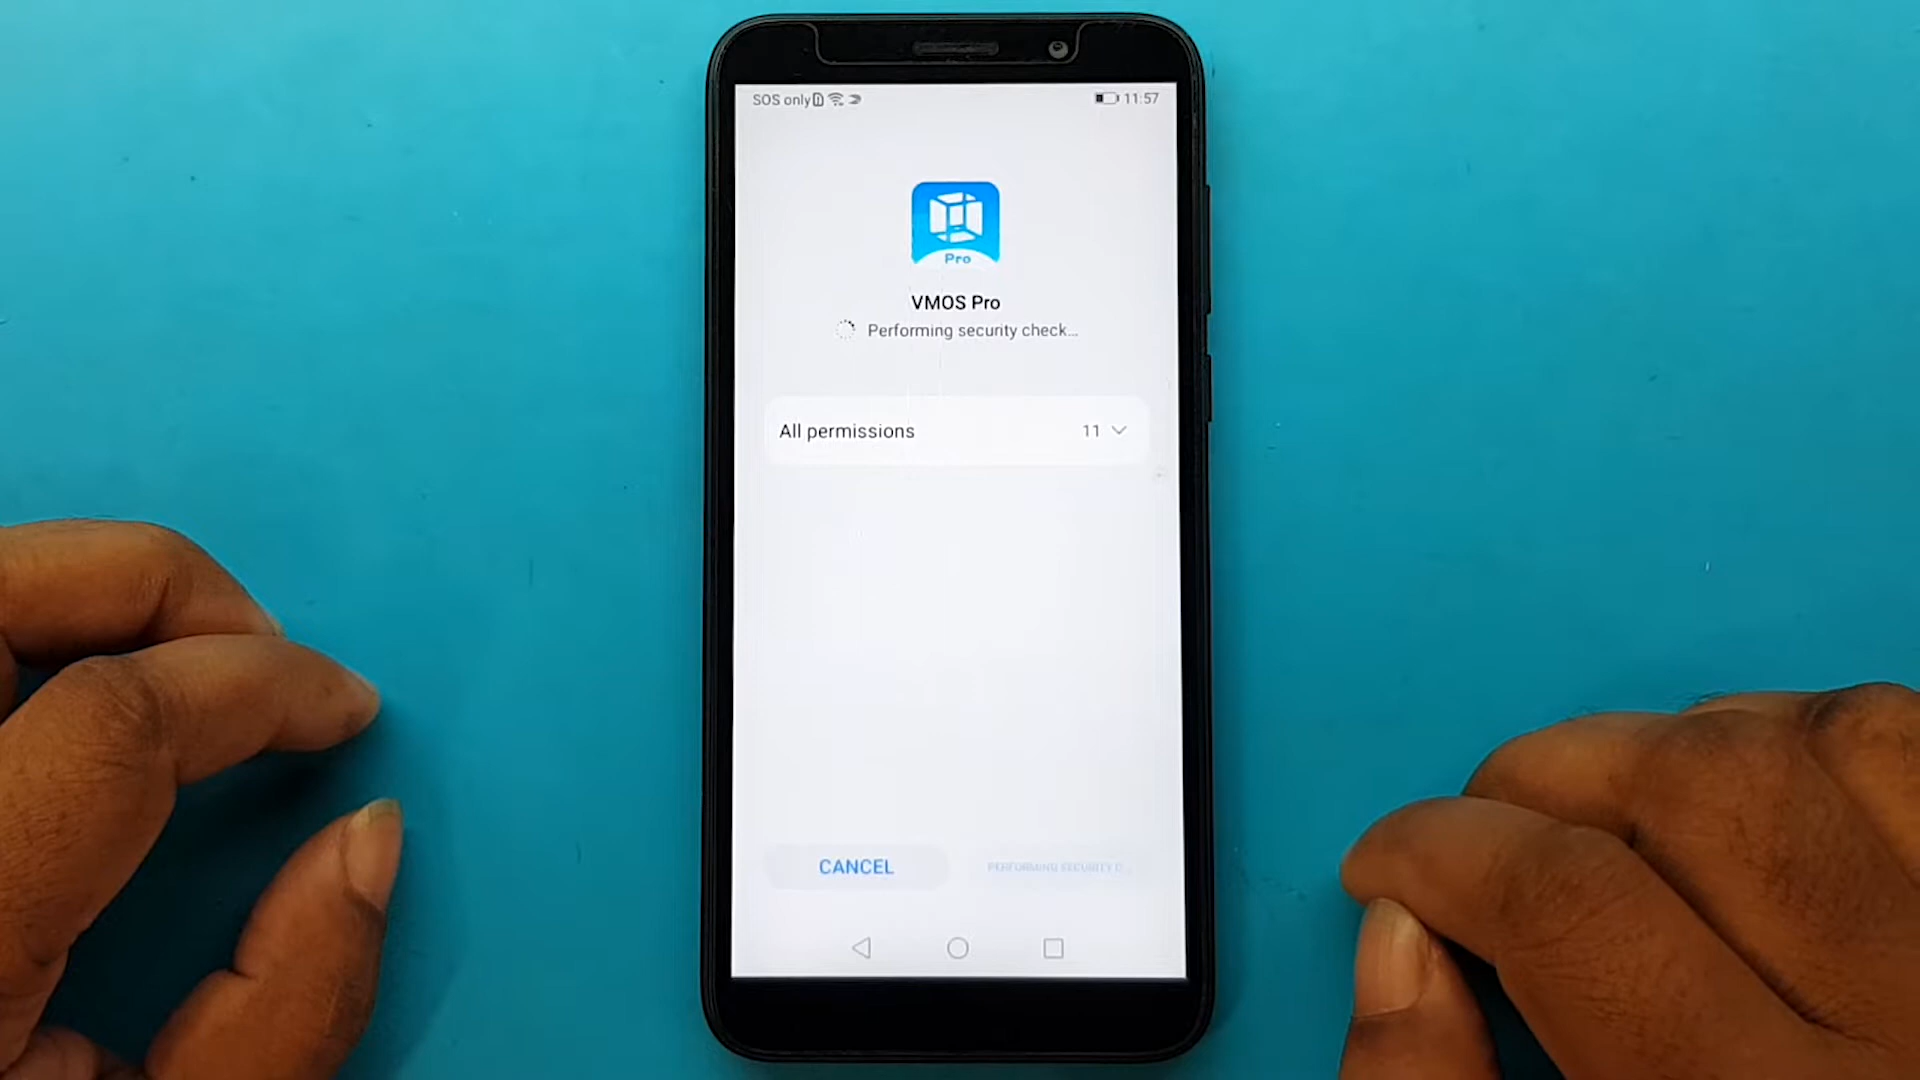 SOS only 11:57
Pro
VMOS Pro
Performing security check...
All permissions 11
CANCEL PERFORMING SECURITY C...